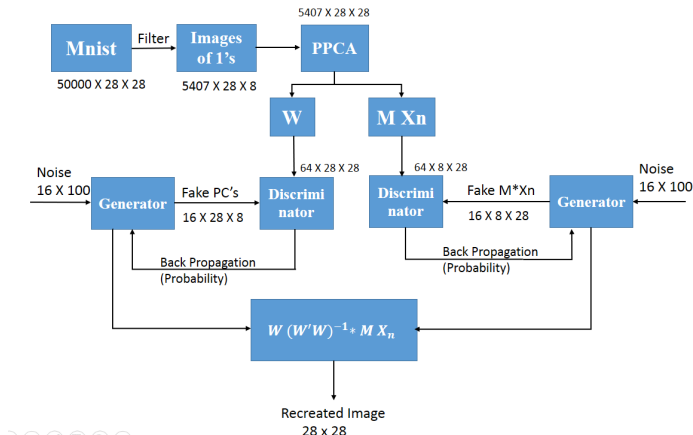 5407 X 28 X 28
Mnist
Filter
Images
of 1's
PPCA
50000 X 28 X 28
5407 X 28 X 8
W
M Xn
64 X 28 X 28
64 X 8 X 28
Noise
16 X 100
Generator
Fake PC's
16 X 28 X 8
Discrimi
nator
Discrimi
nator
Fake M*Xn
16 X 8 X 28
Generator
Noise
16 X 100
Back Propagation
(Probability)
Back Propagation
(Probability)
W (W'W)⁻¹* M Xₙ
Recreated Image
28 x 28